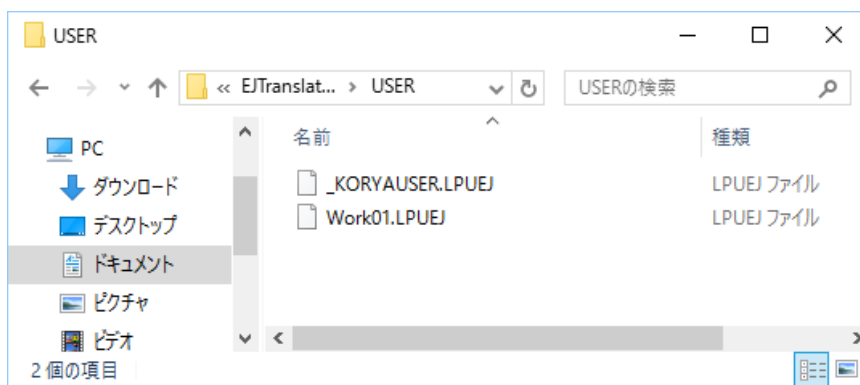 USER
« EJTranslat... > USER
USERの検索
PC
ダウンロード
デスクトップ
ドキュメント
ピクチャ
ビデオ
名前 種類
_KORYAUSER.LPUEJ LPUEJ ファイル
Work01.LPUEJ LPUEJ ファイル
2 個の項目